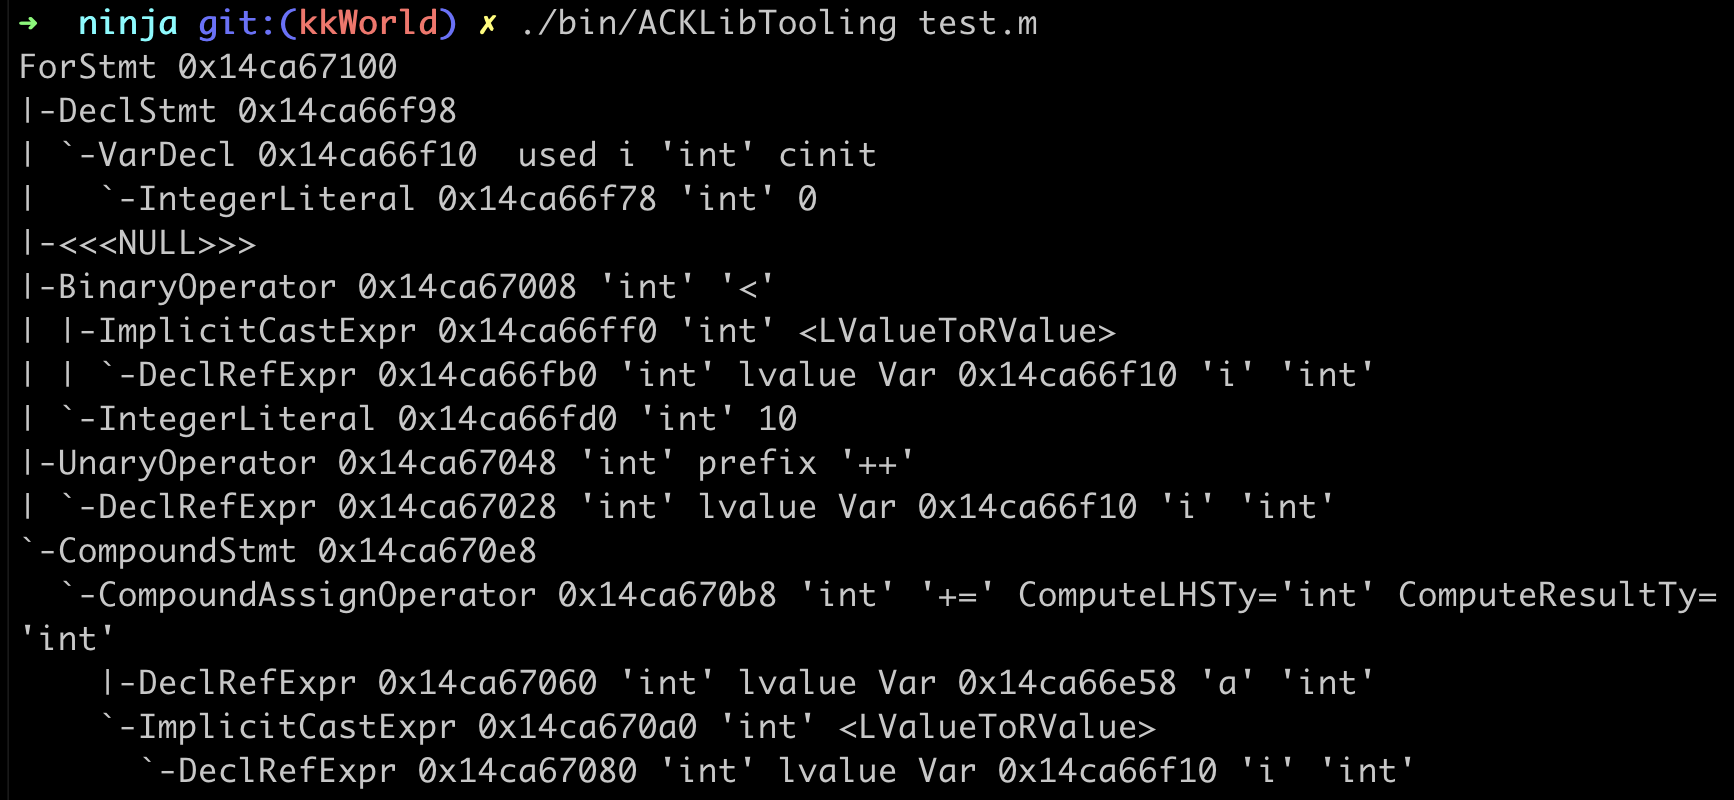 ➜  ninja git:(kkWorld) ✗ ./bin/ACKLibTooling test.m
ForStmt 0x14ca67100
|-DeclStmt 0x14ca66f98
| `-VarDecl 0x14ca66f10  used i 'int' cinit
|   `-IntegerLiteral 0x14ca66f78 'int' 0
|-<<<NULL>>>
|-BinaryOperator 0x14ca67008 'int' '<'
| |-ImplicitCastExpr 0x14ca66ff0 'int' <LValueToRValue>
| | `-DeclRefExpr 0x14ca66fb0 'int' lvalue Var 0x14ca66f10 'i' 'int'
| `-IntegerLiteral 0x14ca66fd0 'int' 10
|-UnaryOperator 0x14ca67048 'int' prefix '++'
| `-DeclRefExpr 0x14ca67028 'int' lvalue Var 0x14ca66f10 'i' 'int'
`-CompoundStmt 0x14ca670e8
  `-CompoundAssignOperator 0x14ca670b8 'int' '+=' ComputeLHSTy='int' ComputeResultTy=
'int'
    |-DeclRefExpr 0x14ca67060 'int' lvalue Var 0x14ca66e58 'a' 'int'
    `-ImplicitCastExpr 0x14ca670a0 'int' <LValueToRValue>
      `-DeclRefExpr 0x14ca67080 'int' lvalue Var 0x14ca66f10 'i' 'int'